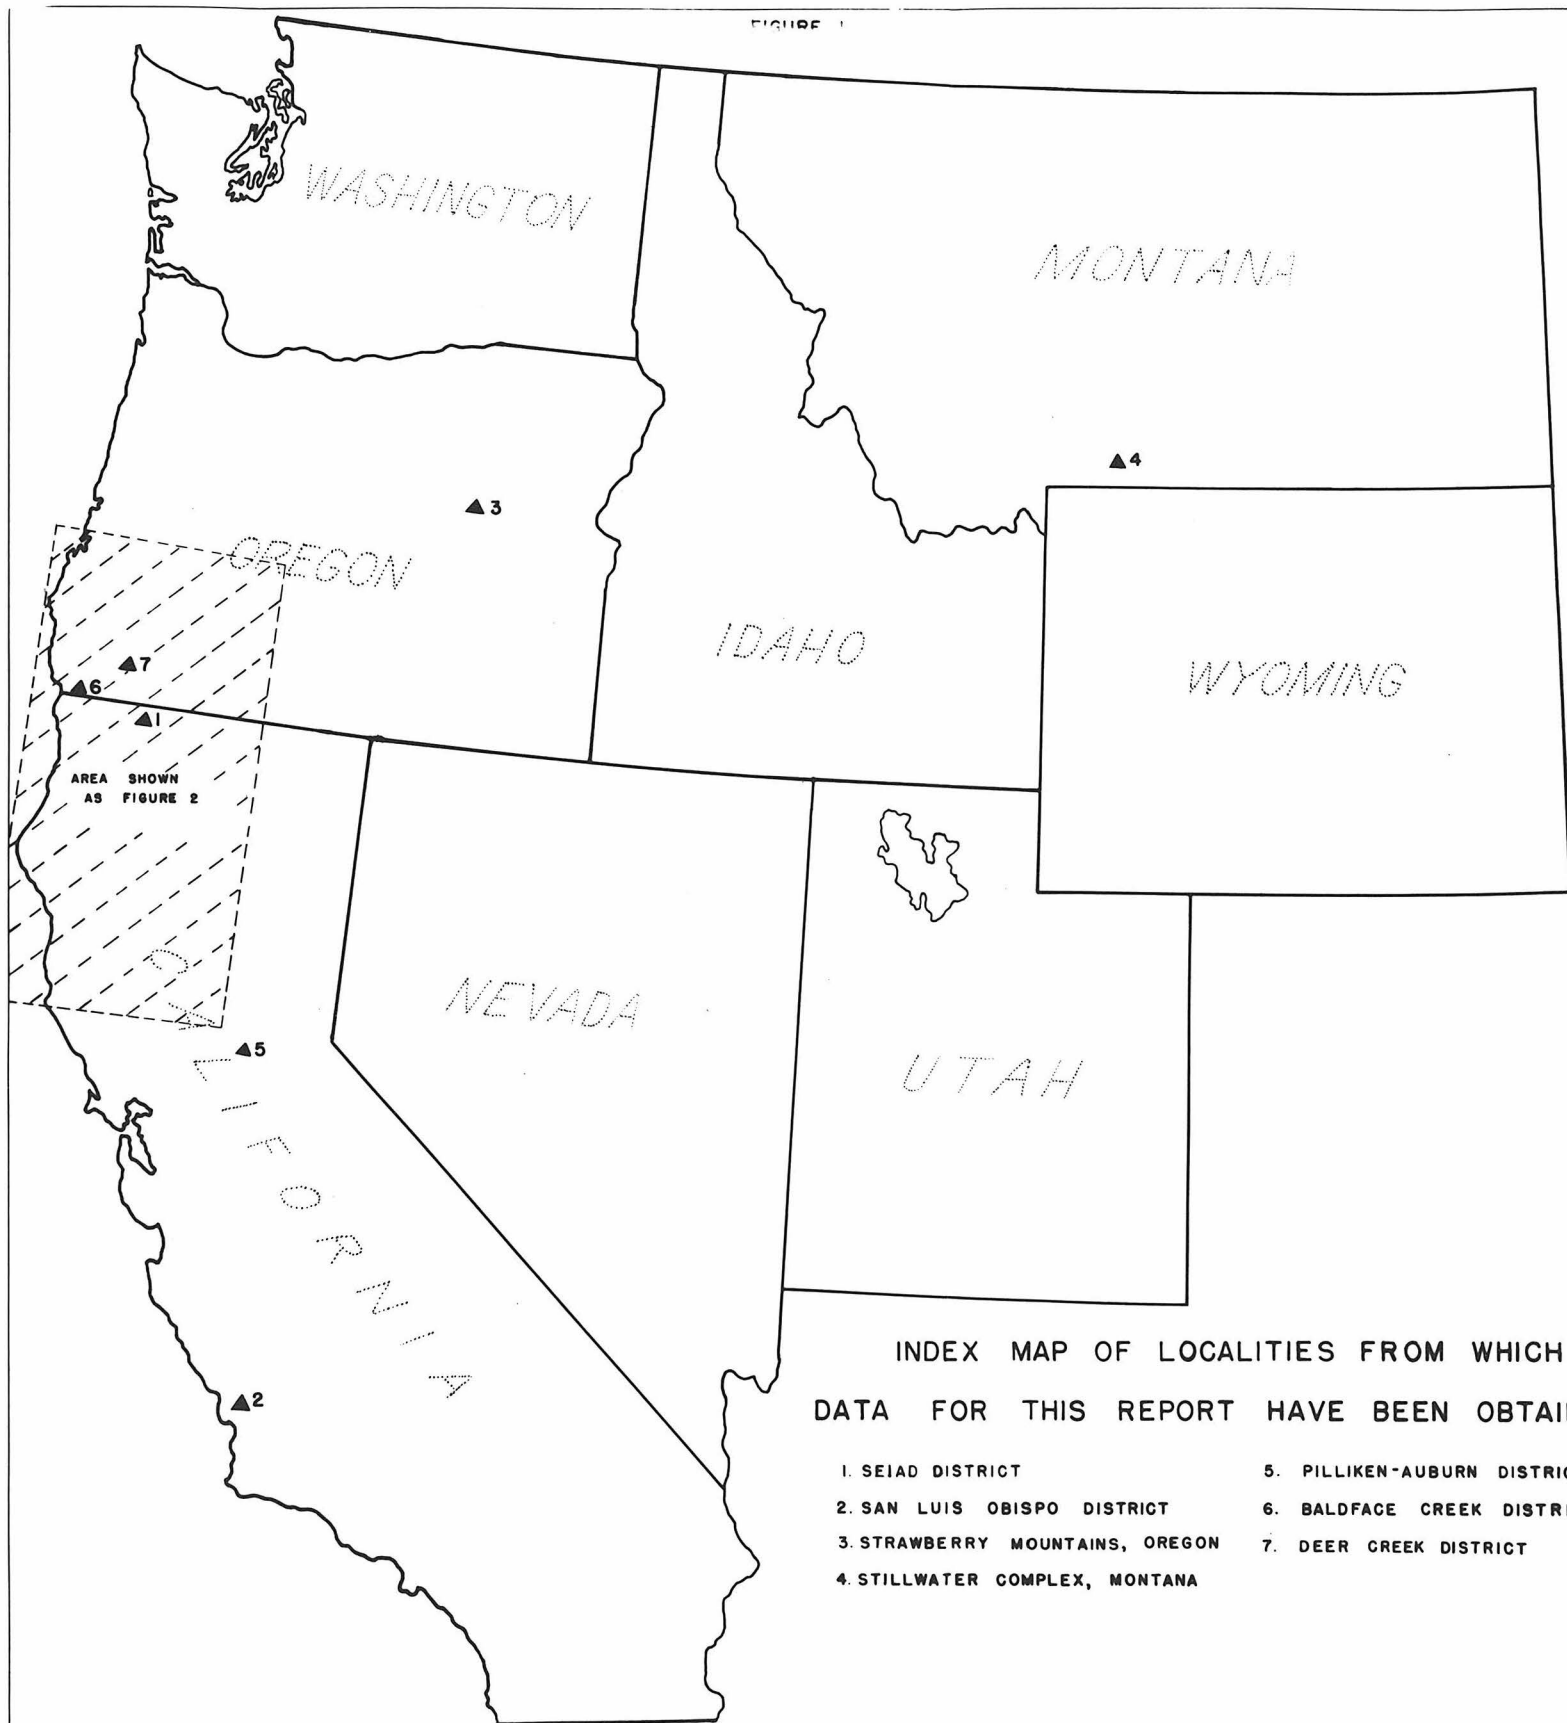 FIGURE 1
WASHINGTON
MONTANA
4
3
OREGON
IDAHO
WYOMING
7
6
1
AREA SHOWN
AS FIGURE 2
NEVADA
CALIFORNIA
UTAH
5
2
INDEX MAP OF LOCALITIES FROM WHICH
DATA FOR THIS REPORT HAVE BEEN
1. SEIAD DISTRICT
2. SAN LUIS OBISPO DISTRICT
3. STRAWBERRY MOUNTAINS, OREGON
4. STILLWATER COMPLEX, MONTANA
5. PILLIKEN-AUBURN
6. BALDFACE CREEK
7. DEER CREEK DISTRICT